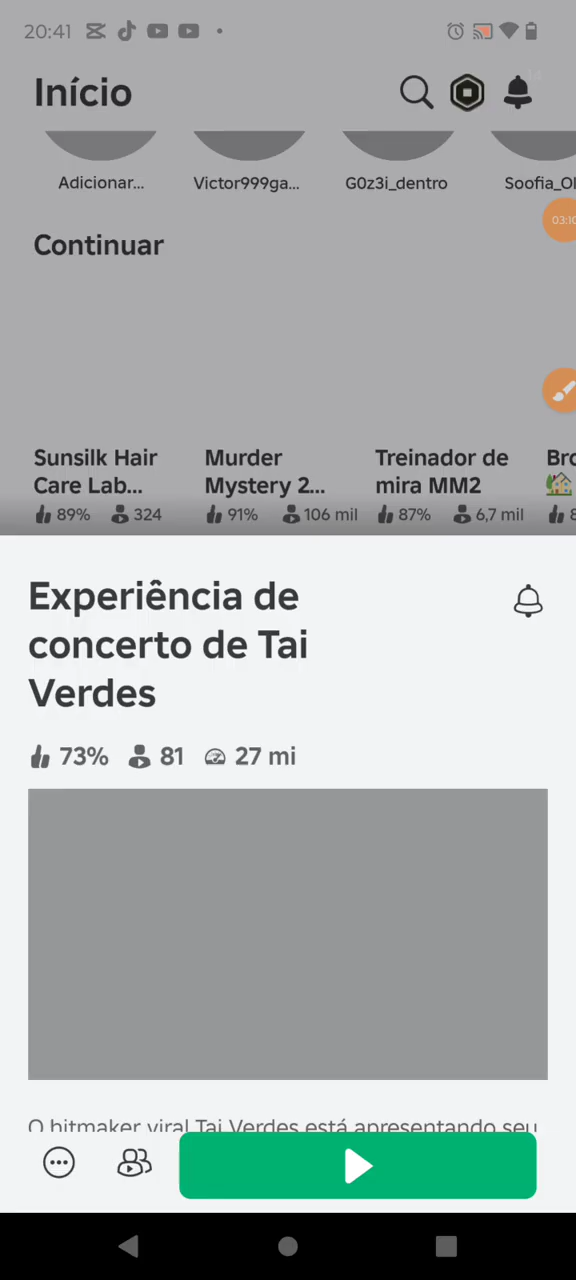 20:41
Início
Adicionar... Victor999ga... G0z3i_dentro Soofia_Ol
03:10
Continuar
Sunsilk Hair Care Lab...
Murder Mystery 2...
Treinador de mira MM2
Bro
89% 324 91% 106 mil 87% 6,7 mil 8
Experiência de
concerto de Tai
Verdes
73% 81 27 mi
O hitmaker viral Tai Verdes está apresentando seu